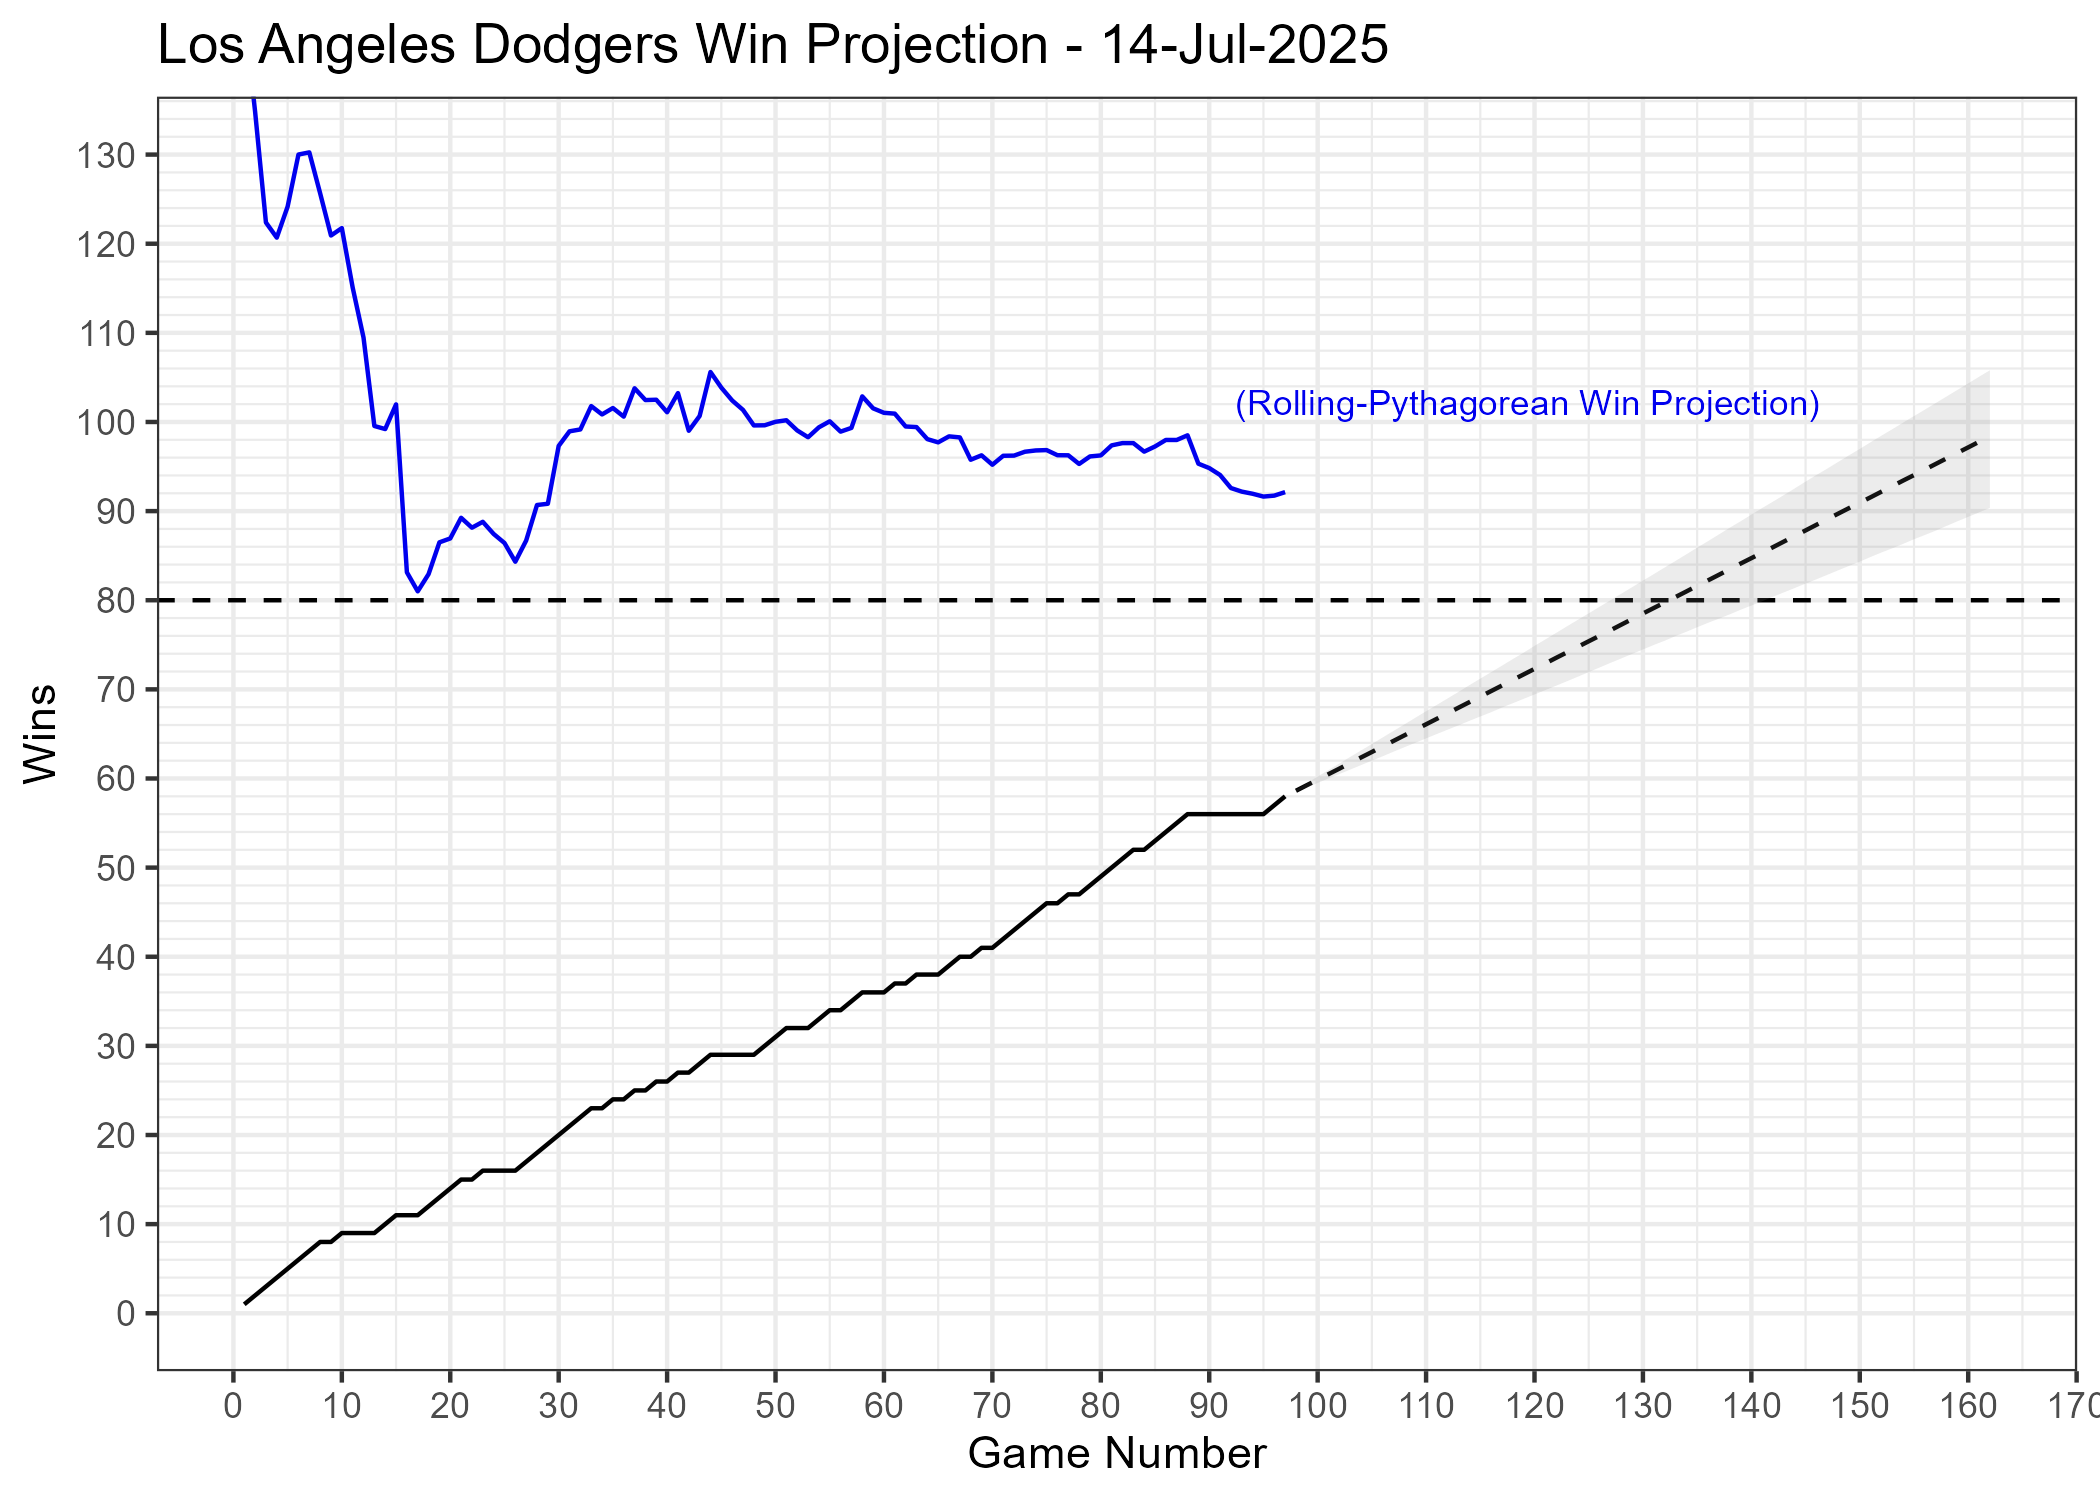 Los Angeles Dodgers Win Projection - 14-Jul-2025
130
120
110
100
90
80
70
60
50
40
30
20
10
0
Wins
(Rolling-Pythagorean Win Projection)
0 10 20 30 40 50 60 70 80 90 100 110 120 130 140 150 160 170
Game Number